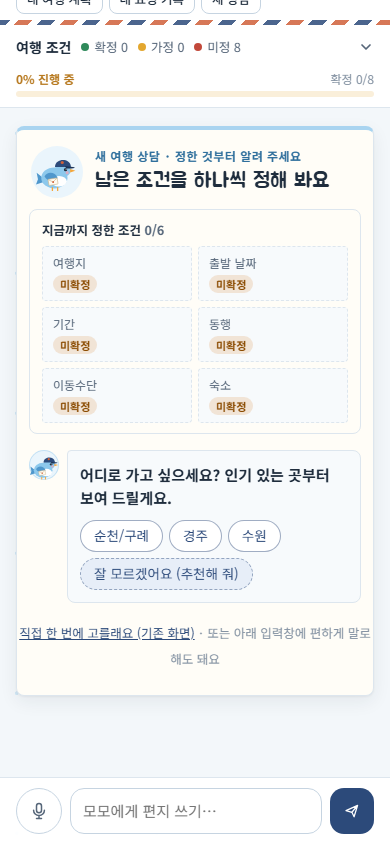 여행 조건 확정 0 가정 0 미정 8
0% 진행 중 확정 0/8
새 여행 상담 · 정한 것부터 알려 주세요
남은 조건을 하나씩 정해 봐요
지금까지 정한 조건 0/6
여행지 출발 날짜
미확정 미확정
기간 동행
미확정 미확정
이동수단 숙소
미확정 미확정
어디로 가고 싶으세요? 인기 있는 곳부터
보여 드릴게요.
순천/구례 경주 수원
잘 모르겠어요 (추천해 줘)
직접 한 번에 고를래요 (기존 화면) · 또는 아래 입력창에 편하게 말로
해도 돼요
모모에게 편지 쓰기…